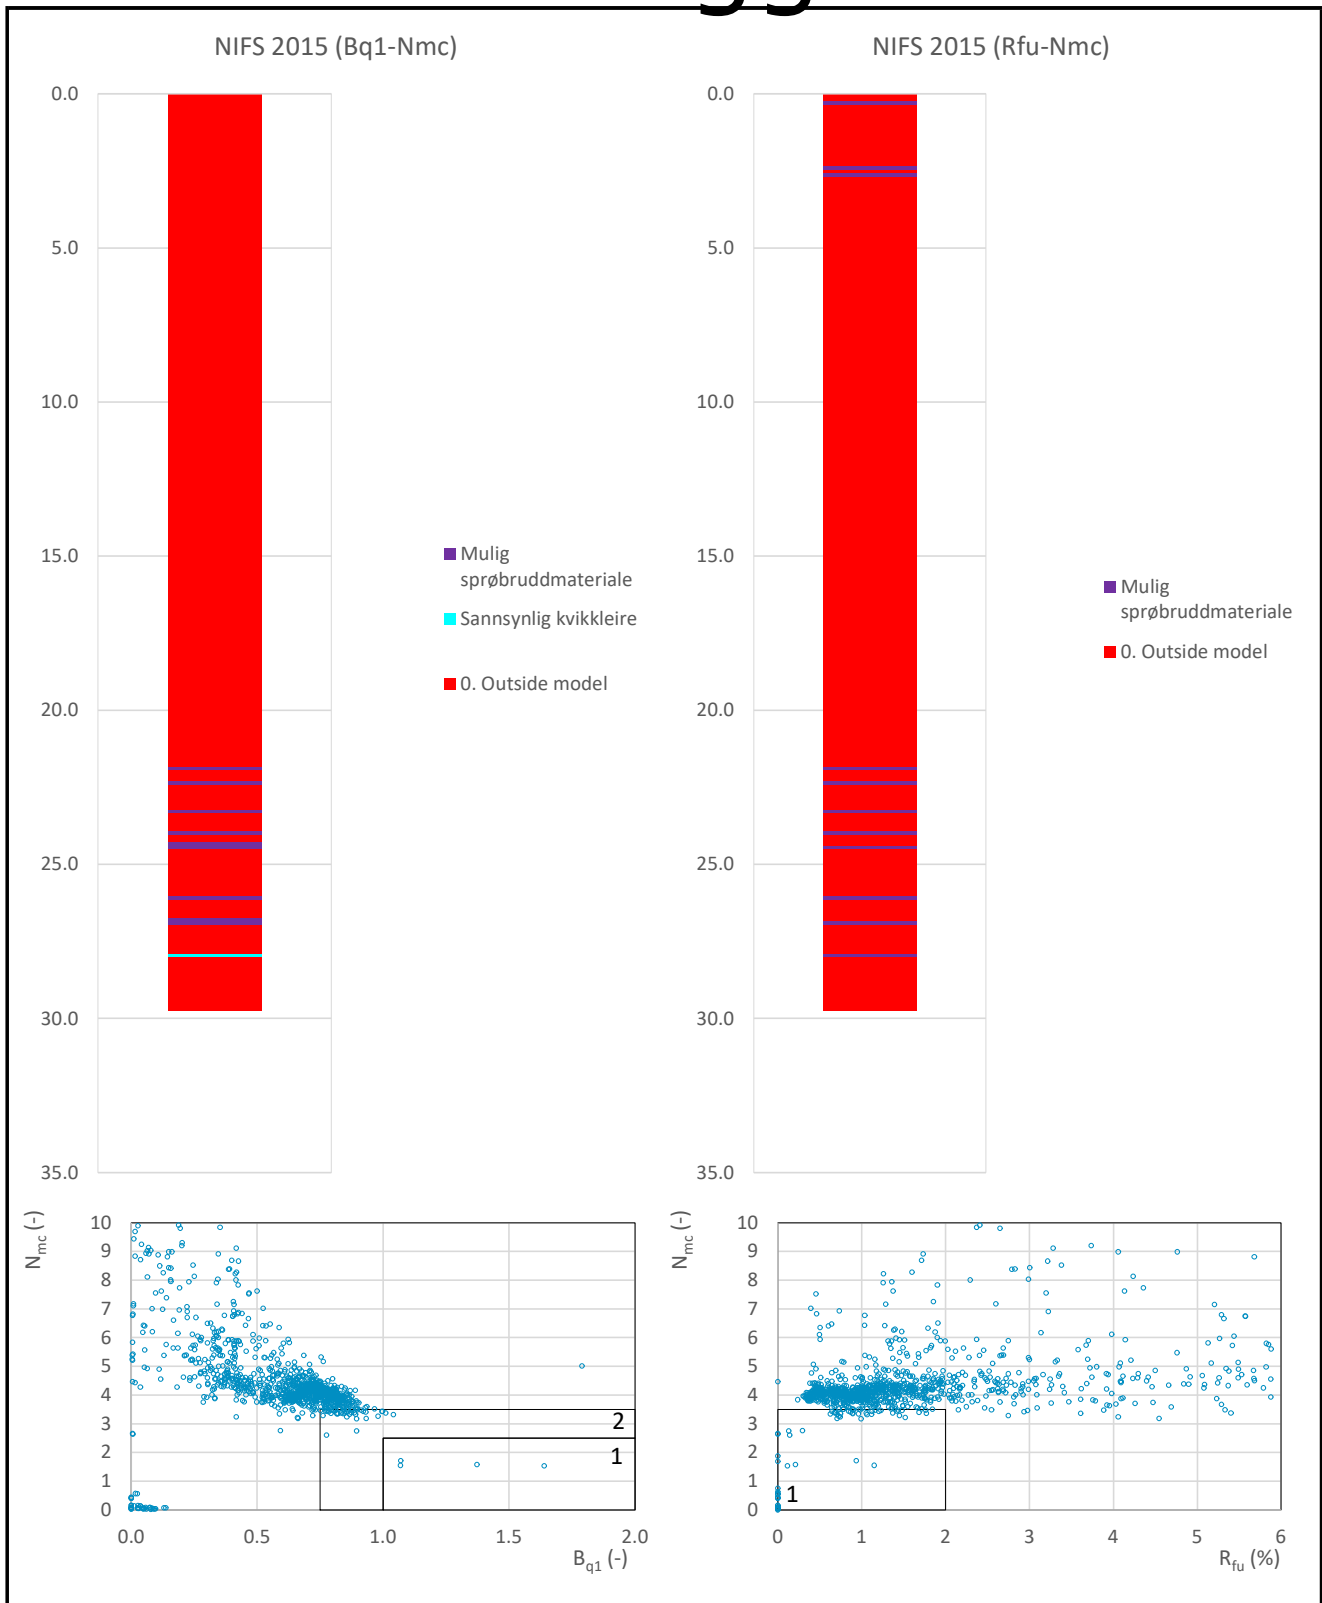 NIFS 2015 (Bq1-Nmc)
0.0
5.0
10.0
15.0
20.0
25.0
30.0
35.0
Mulig
sprøbruddmateriale
Sannsynlig kvikkleire
0. Outside model
NIFS 2015 (Rfu-Nmc)
0.0
5.0
10.0
15.0
20.0
25.0
30.0
35.0
Mulig
sprøbruddmateriale
0. Outside model
Nmc (-)
10
9
8
7
6
5
4
3
2
1
0
2
1
0.0 0.5 1.0 1.5 2.0
Bq1 (-)
Nmc (-)
10
9
8
7
6
5
4
3
2
1
0
1
0 1 2 3 4 5 6
Rfu (%)